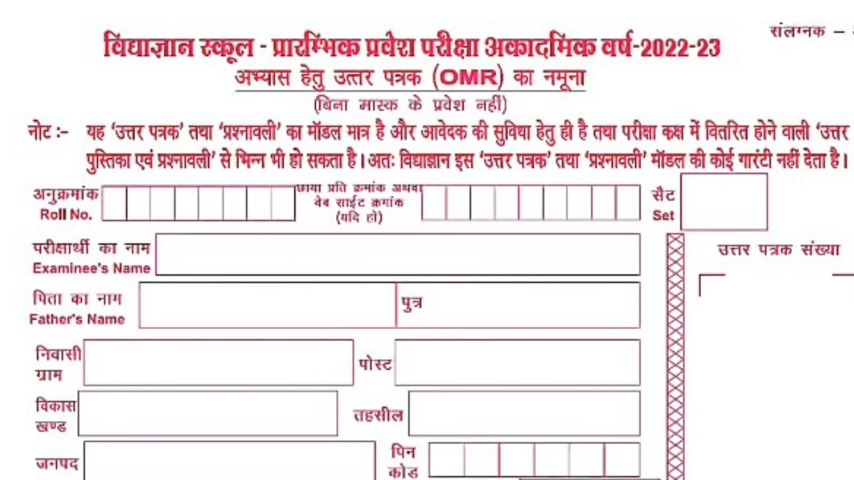 संलग्नक –
विद्याज्ञान स्कूल - प्रारम्भिक प्रवेश परीक्षा अकादमिक वर्ष-2022-23
अभ्यास हेतु उत्तर पत्रक (OMR) का नमूना
(बिना मास्क के प्रवेश नहीं)
नोट :- यह ‘उत्तर पत्रक’ तथा ‘प्रश्नावली’ का मॉडल मात्र है और आवेदक की सुविधा हेतु ही है तथा परीक्षा कक्ष में वितरित होने वाली ‘उत्तर
पुस्तिका एवं प्रश्नावली’ से भिन्न भी हो सकता है। अतः विद्याज्ञान इस ‘उत्तर पत्रक’ तथा ‘प्रश्नावली’ मॉडल की कोई गारंटी नहीं देता है।
अनुक्रमांक
Roll No.
छाया प्रति क्रमांक अथवा
वेब साईट क्रमांक
(यदि हो)
सैट
Set
परीक्षार्थी का नाम
Examinee's Name
उत्तर पत्रक संख्या
पिता का नाम
Father's Name
पुत्र
निवासी
ग्राम
पोस्ट
विकास
खण्ड
तहसील
जनपद
पिन
कोड